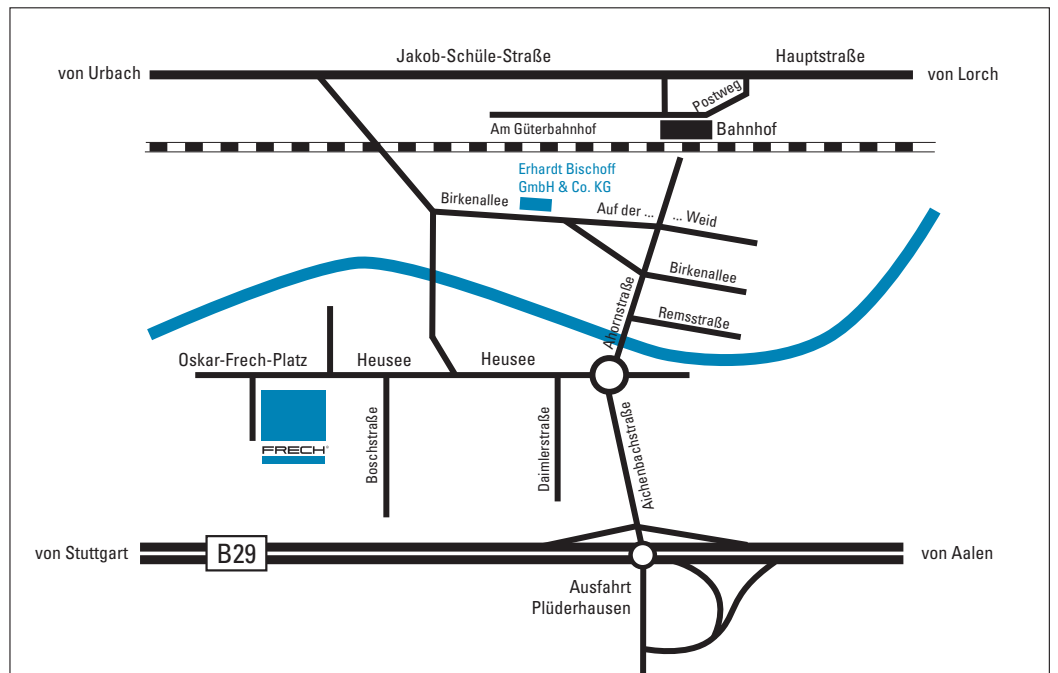 Jakob-Schüle-Straße
Hauptstraße
von Urbach
von Lorch
Postweg
Am Güterbahnhof
Bahnhof
Erhardt Bischoff
GmbH & Co. KG
Birkenallee
Auf der ...
... Weid
Birkenallee
Ahornstraße
Remsstraße
Oskar-Frech-Platz
Heusee
Heusee
Boschstraße
Daimlerstraße
Aichenbachstraße
FRECH®
von Stuttgart
B29
von Aalen
Ausfahrt
Plüderhausen